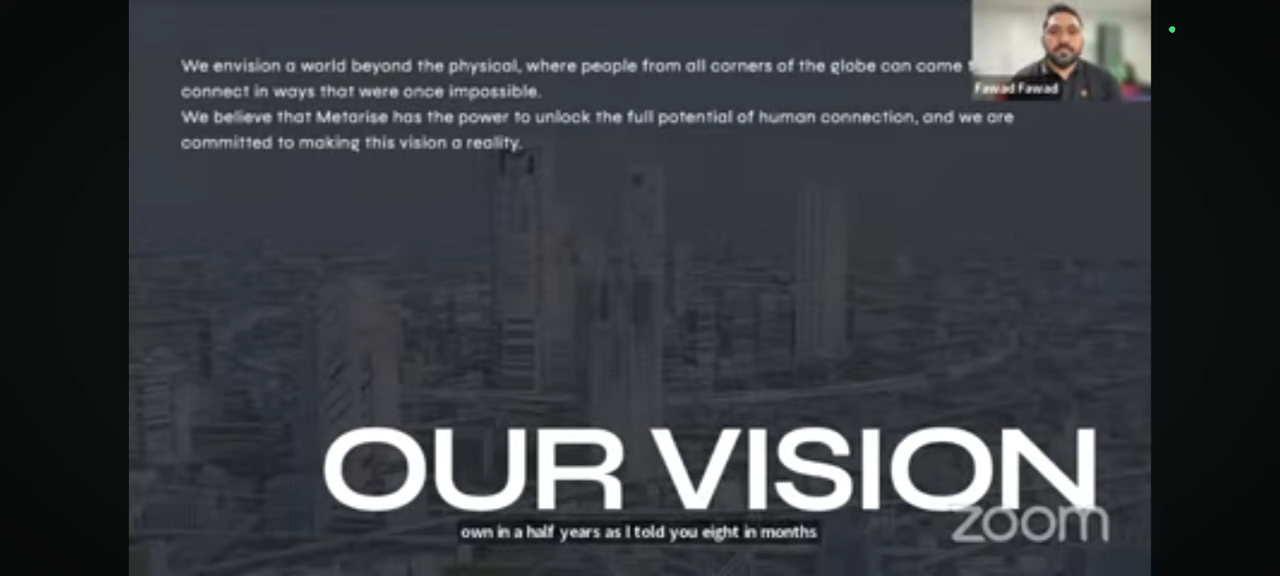 We envision a world beyond the physical, where people from all corners of the globe can come
connect in ways that were once impossible.
We believe that Metarise has the power to unlock the full potential of human connection, and we are
committed to making this vision a reality.
Fawad Fawad
OUR VISION
zoom
own in a half years as I told you eight in months